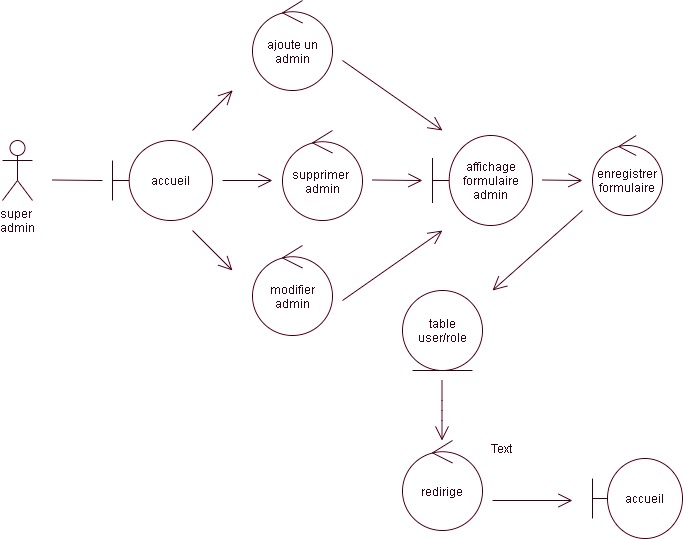 ajoute un
admin
super
admin
accueil
supprimer
admin
affichage
formulaire
admin
enregistrer
formulaire
modifier
admin
table
user/role
Text
redirige
accueil